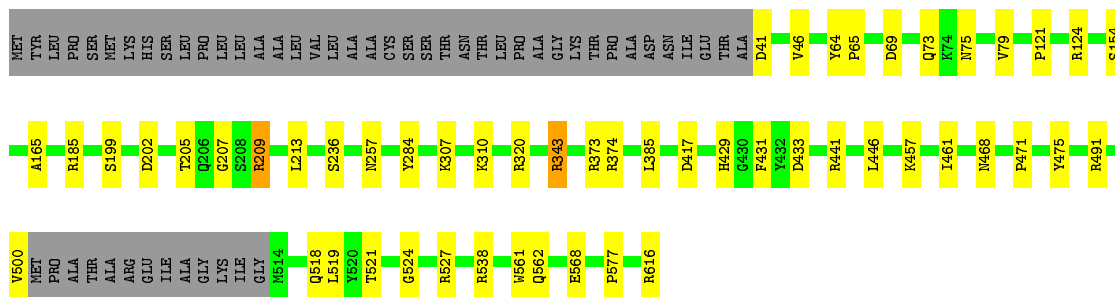 MET TYR LEU PRO SER MET LYS HIS SER LEU PRO LEU LEU ALA ALA LEU VAL LEU ALA ALA CYS SER SER THR ASN THR LEU PRO ALA GLY LYS THR PRO ALA ASP ASN ILE GLU THR ALA D41 V46 Y64 P65 D69 Q73 K74 N75 V79 P121 R124 S154
A165 R185 S199 D202 T205 Q206 G207 S208 R209 L213 S236 N257 Y284 K307 K310 R320 R343 R373 R374 L385 D417 H429 G430 F431 Y432 D433 R441 L446 K457 I461 N468 P471 Y475 R491
V500 MET PRO ALA THR ALA ARG GLU ILE ALA GLY LYS ILE GLY M514 Q518 L519 Y520 T521 G524 R527 R538 W561 Q562 E568 P577 R616